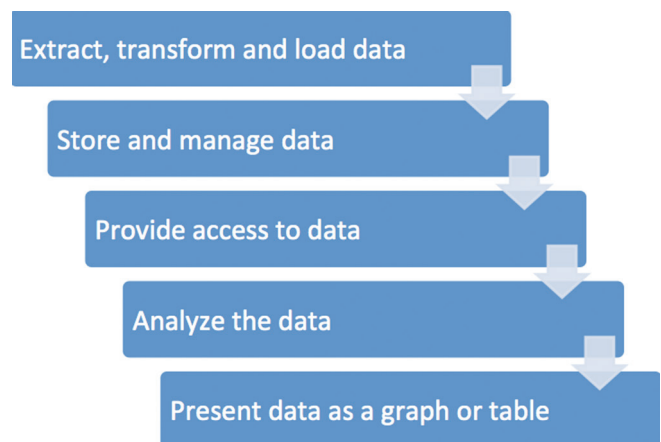 Extract, transform and load data
Store and manage data
Provide access to data
Analyze the data
Present data as a graph or table